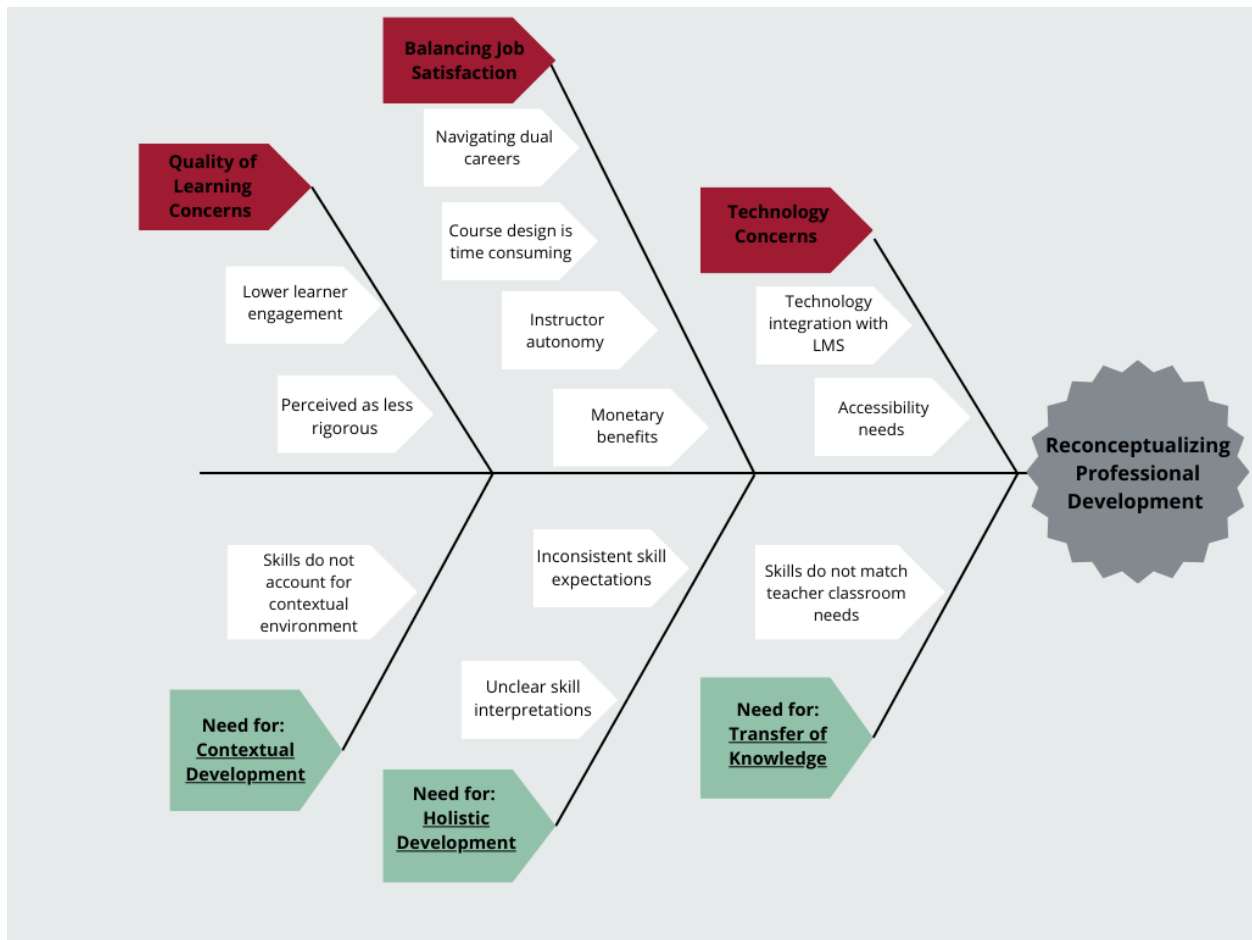 Balancing Job
Satisfaction
Navigating dual
careers
Course design is
time consuming
Instructor
autonomy
Monetary
benefits
Quality of
Learning
Concerns
Lower learner
engagement
Perceived as less
rigorous
Technology
Concerns
Technology
integration with
LMS
Accessibility
needs
Reconceptualizing
Professional
Development
Skills do not
account for
contextual
environment
Need for:
Contextual
Development
Inconsistent skill
expectations
Unclear skill
interpretations
Need for:
Holistic
Development
Skills do not match
teacher classroom
needs
Need for:
Transfer of
Knowledge